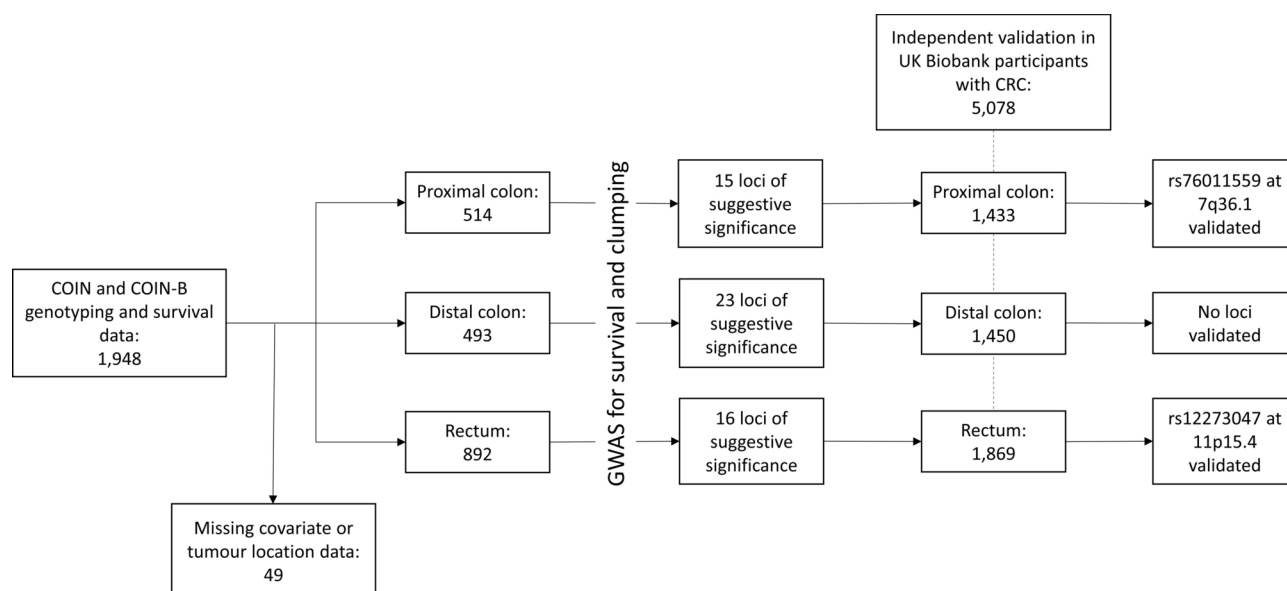 Independent validation in
UK Biobank participants
with CRC:
5,078
Proximal colon:
514
15 loci of
suggestive
significance
Proximal colon:
1,433
rs76011559 at
7q36.1
validated
COIN and COIN-B
genotyping and survival
data:
1,948
Distal colon:
493
GWAS for survival and clumping
23 loci of
suggestive
significance
Distal colon:
1,450
No loci
validated
Rectum:
892
16 loci of
suggestive
significance
Rectum:
1,869
rs12273047 at
11p15.4
validated
Missing covariate or
tumour location data:
49